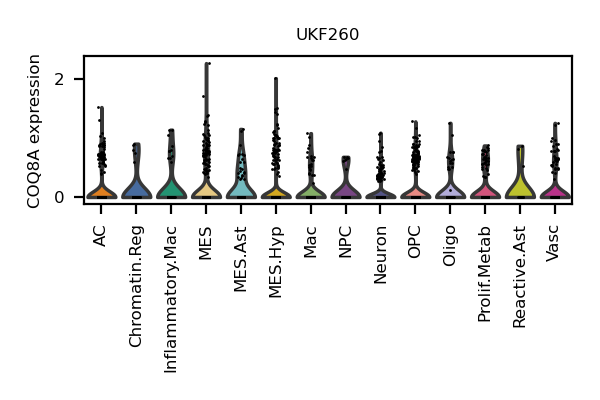 UKF260
COQ8A expression
2
0
AC
Chromatin.Reg
Inflammatory.Mac
MES
MES.Ast
MES.Hyp
Mac
NPC
Neuron
OPC
Oligo
Prolif.Metab
Reactive.Ast
Vasc